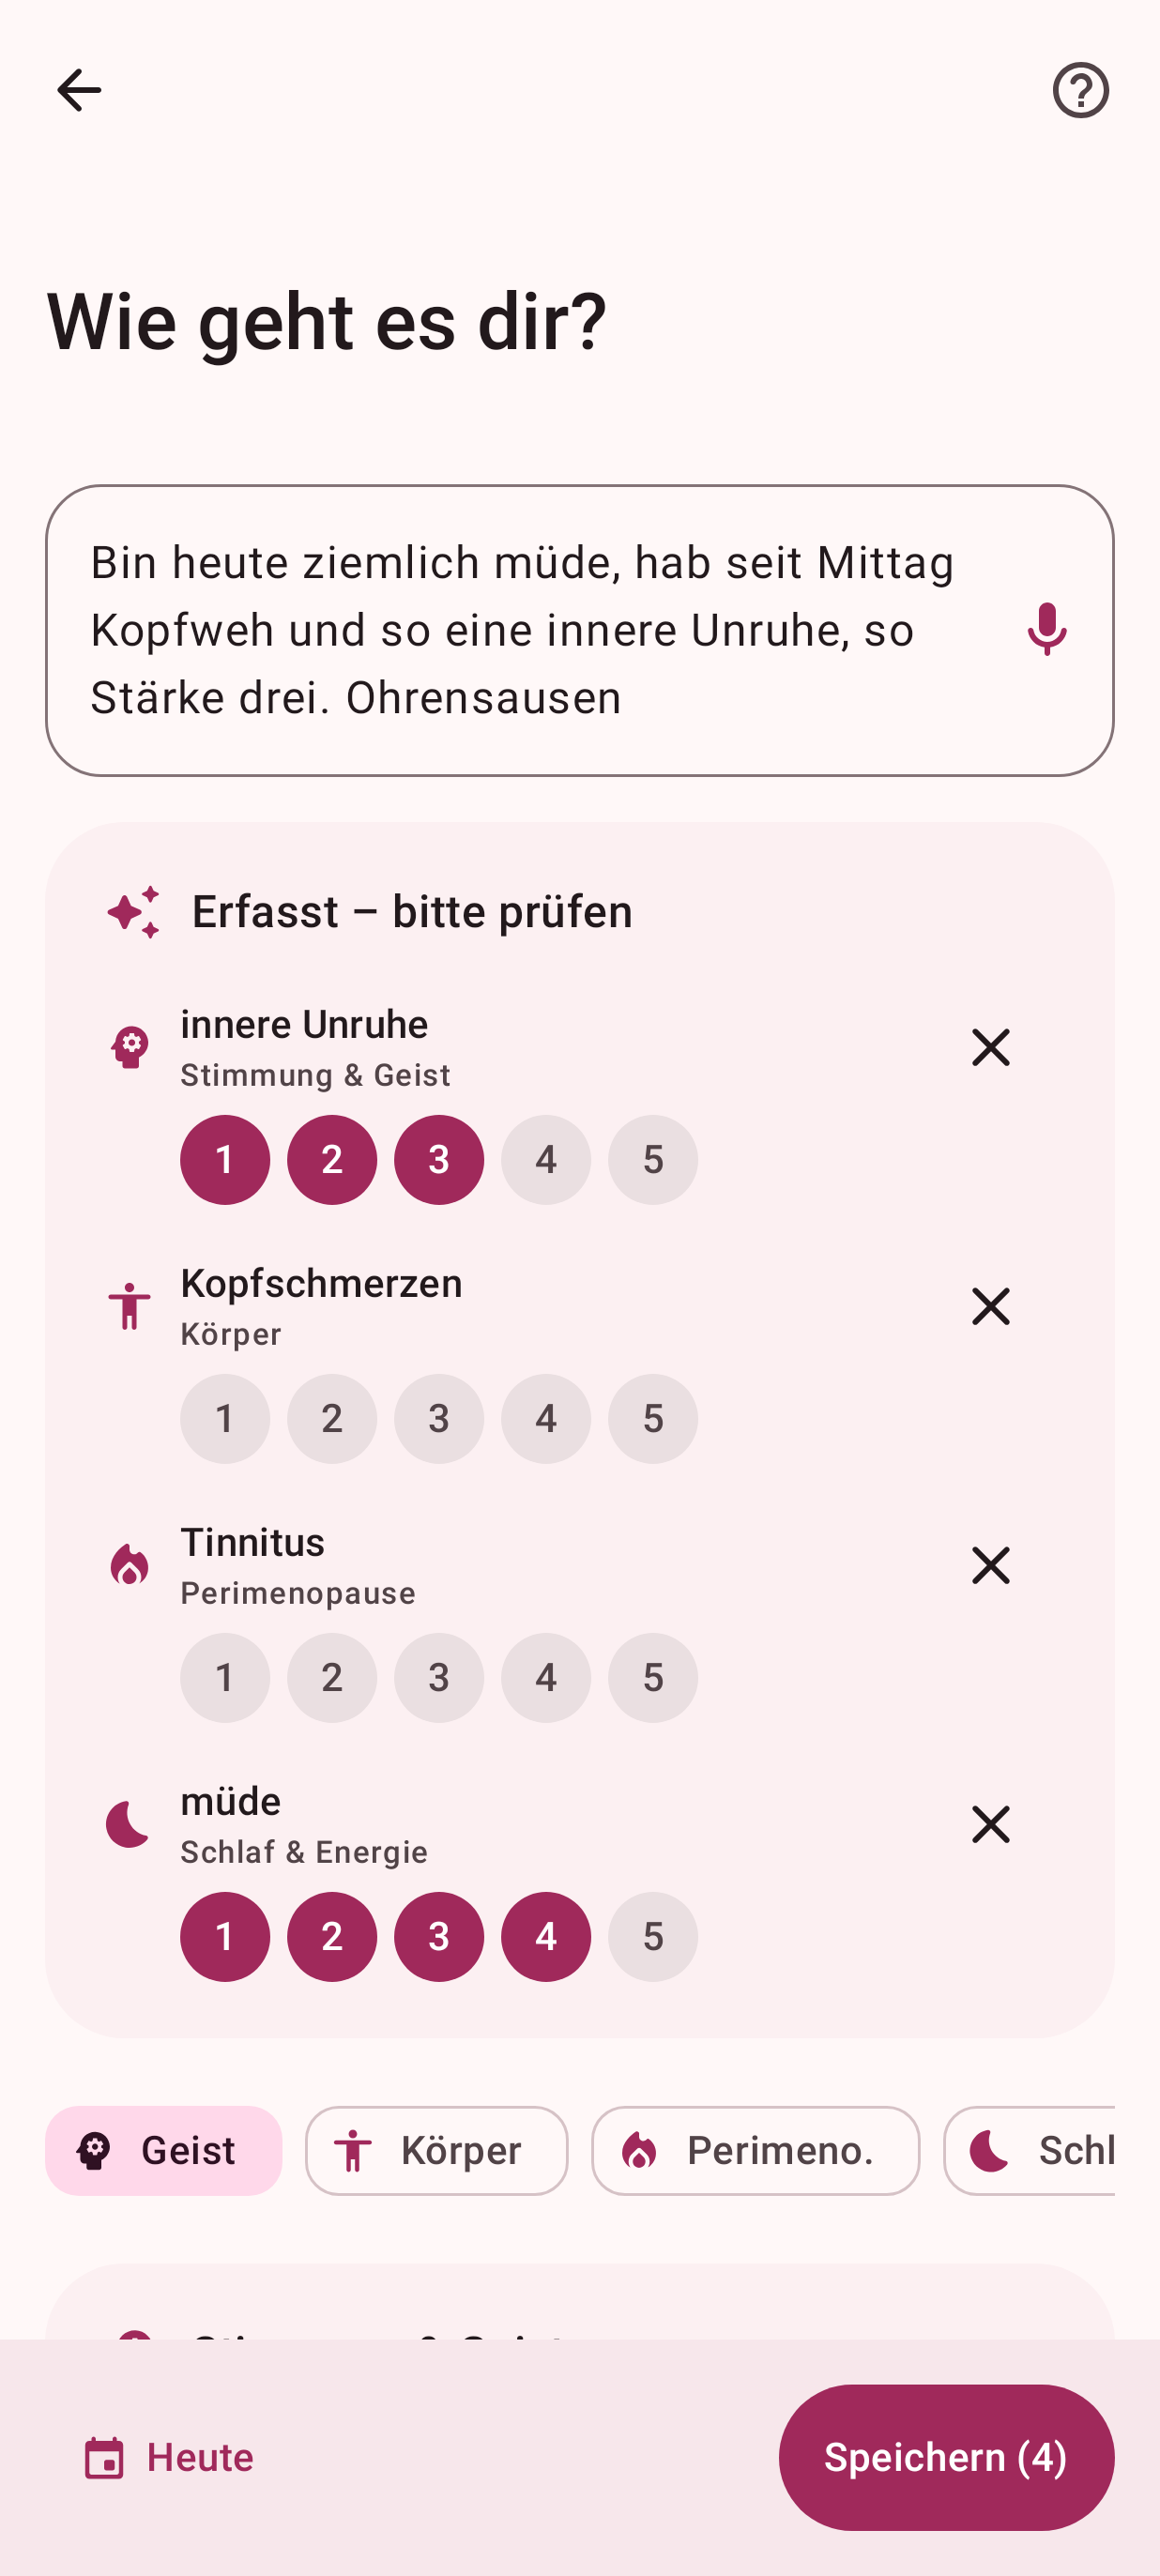 Wie geht es dir?
Bin heute ziemlich müde, hab seit Mittag
Kopfweh und so eine innere Unruhe, so
Stärke drei. Ohrensausen
Erfasst – bitte prüfen
innere Unruhe
Stimmung & Geist
1 2 3 4 5
Kopfschmerzen
Körper
1 2 3 4 5
Tinnitus
Perimenopause
1 2 3 4 5
müde
Schlaf & Energie
1 2 3 4 5
Geist Körper Perimeno. Schl
Heute Speichern (4)